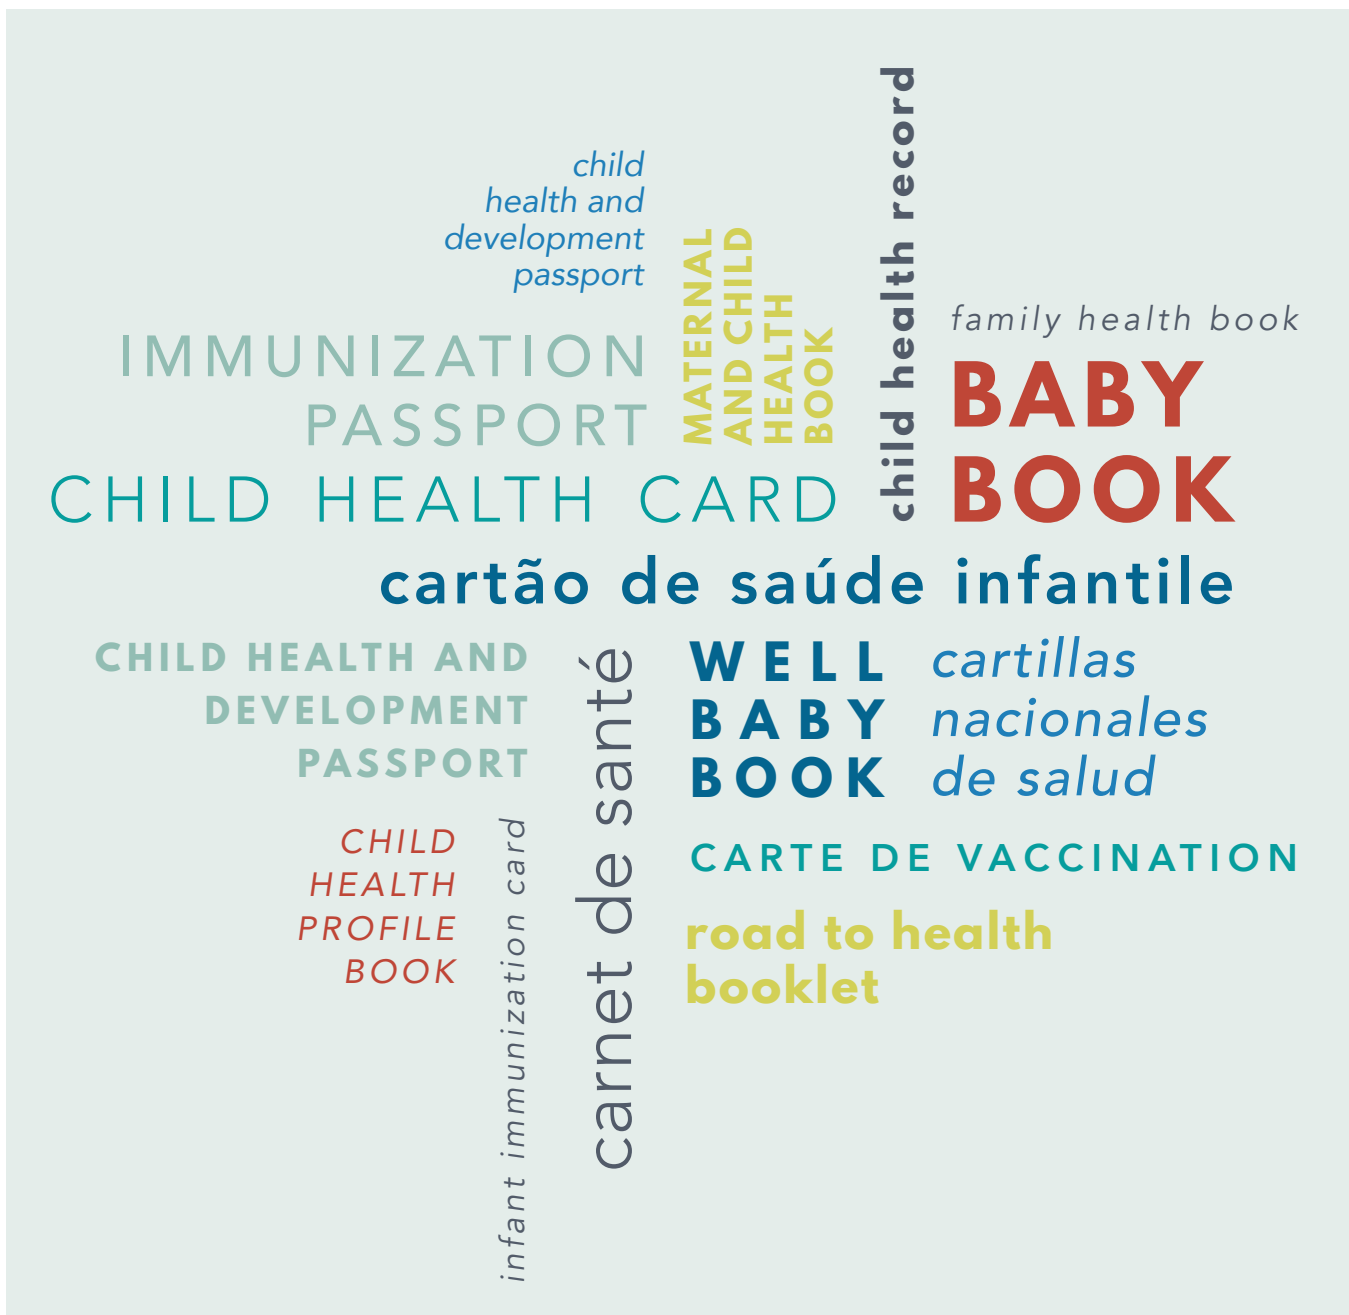 child
health and
development
passport
MATERNAL
AND CHILD
HEALTH
BOOK
child health record
family health book
IMMUNIZATION
PASSPORT
BABY
BOOK
CHILD HEALTH CARD
cartão de saúde infantile
CHILD HEALTH AND
DEVELOPMENT
PASSPORT
carnet de santé
WELL
BABY
BOOK
cartillas
nacionales
de salud
CHILD
HEALTH
PROFILE
BOOK
infant immunization card
CARTE DE VACCINATION
road to health
booklet